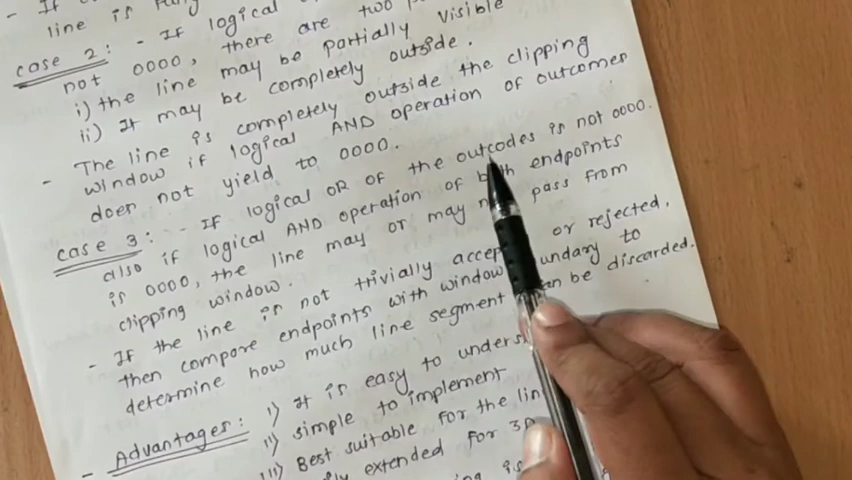 - If
line is
case 2: - If logical
not 0000, there are two
i) the line may be partially visible
ii) It may be completely outside.
- The line is completely outside the clipping
window if logical AND operation of outcomes
does not yield to 0000.
case 3: - If logical OR of the outcodes is not 0000.
also if logical AND operation of both endpoints
is 0000, the line may or may pass from
clipping window.
- If the line is not trivially or rejected,
then compare endpoints with window to
determine how much line segment be discarded.
- Advantages: i) It is easy to
ii) simple to implement
iii) Best suitable for the
extended for
is